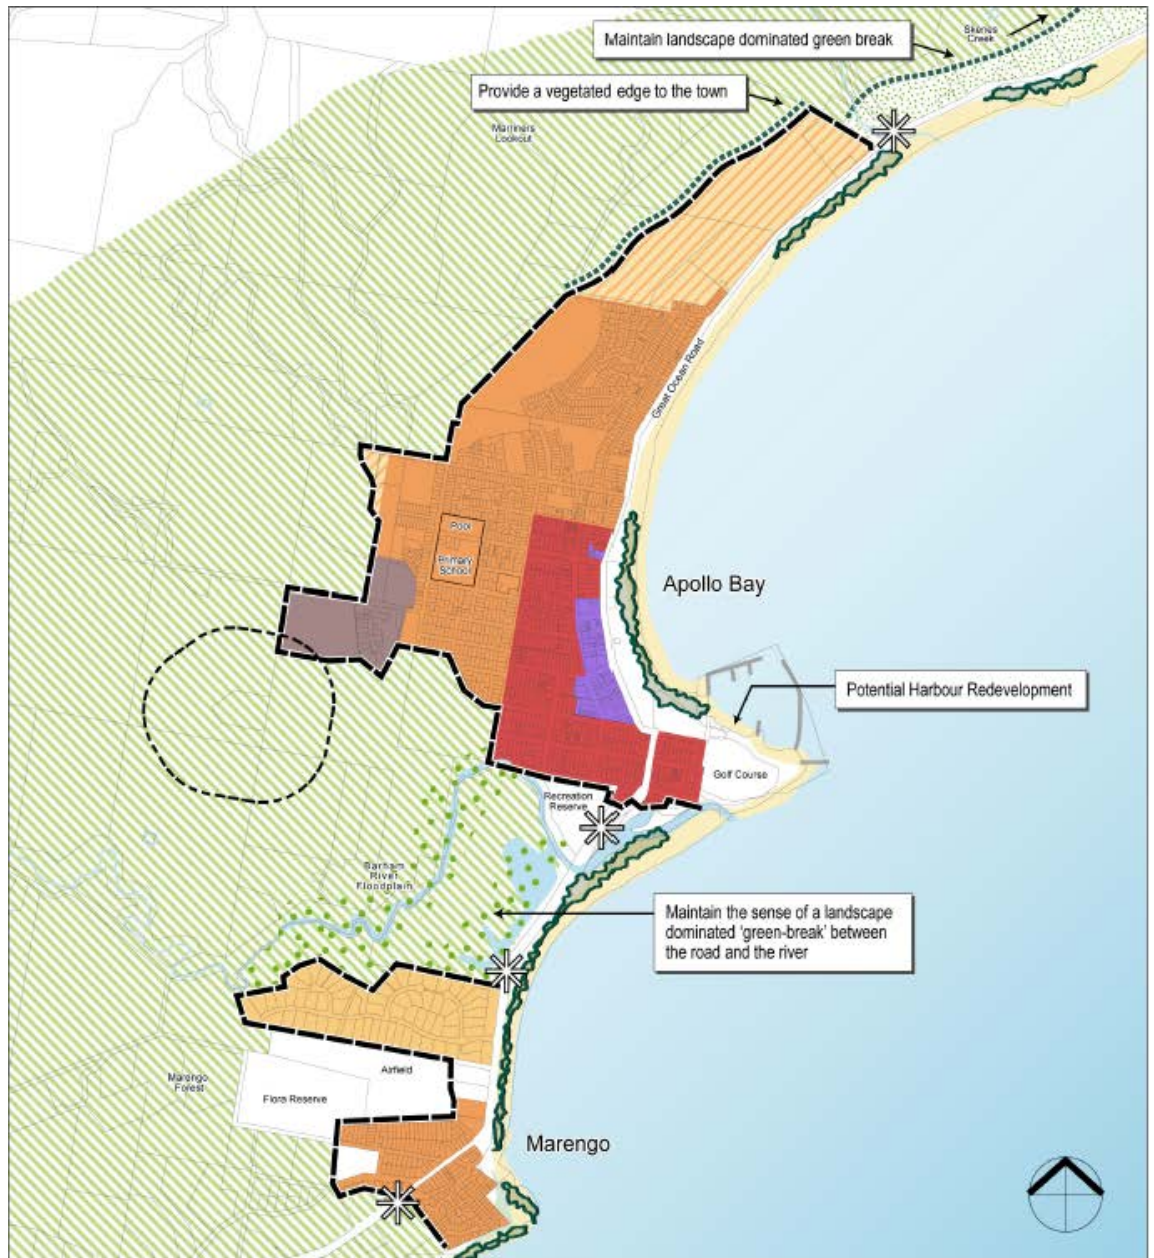 Skenes
Creek
Maintain landscape dominated green break
Provide a vegetated edge to the town
Mariners
Lookout
Great Ocean Road
Pool
Primary
School
Apollo Bay
Potential Harbour Redevelopment
Golf Course
Recreation
Reserve
Barham
River
Floodplain
Maintain the sense of a landscape
dominated 'green-break' between
the road and the river
Airfield
Marengo
Forest
Flora Reserve
Marengo